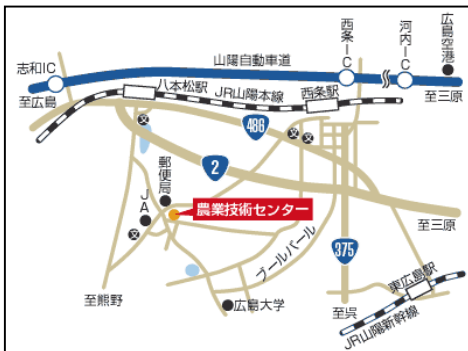 広島空港
河内IC
西条IC
山陽自動車道
志和IC
至広島
至三原
八本松駅
JR山陽本線
西条駅
文
486
文
文
2
郵便局
JA
農業技術センター
文
至三原
ブールバール
375
東広島駅
至熊野
広島大学
至呉
JR山陽新幹線